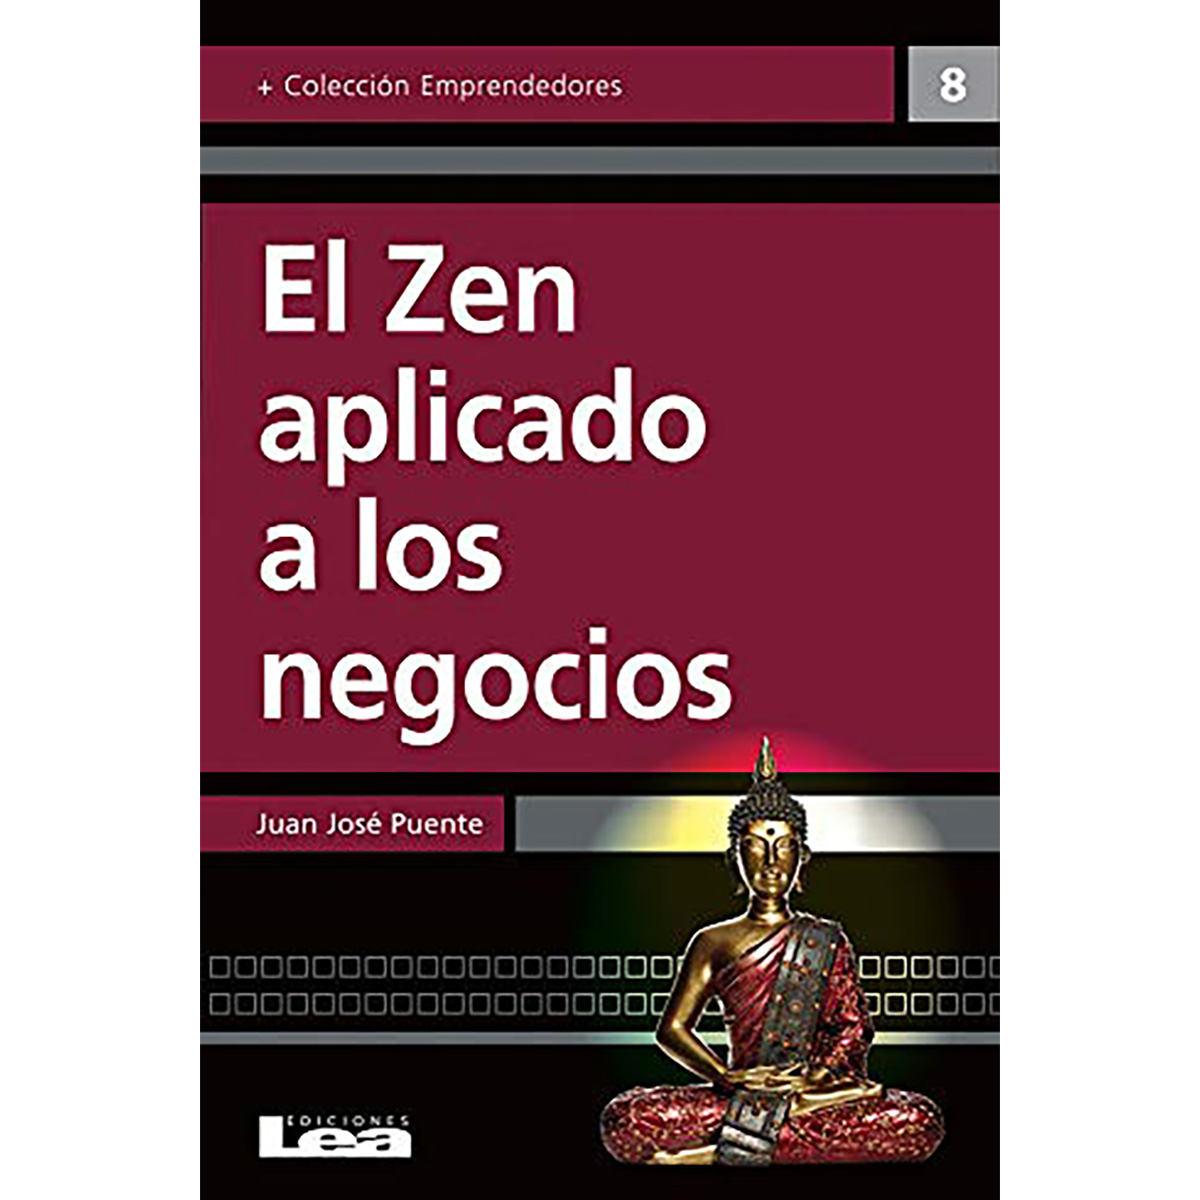 + Colección Emprendedores
8
El Zen
aplicado
a los
negocios
Juan José Puente
EDICIONES
Lea